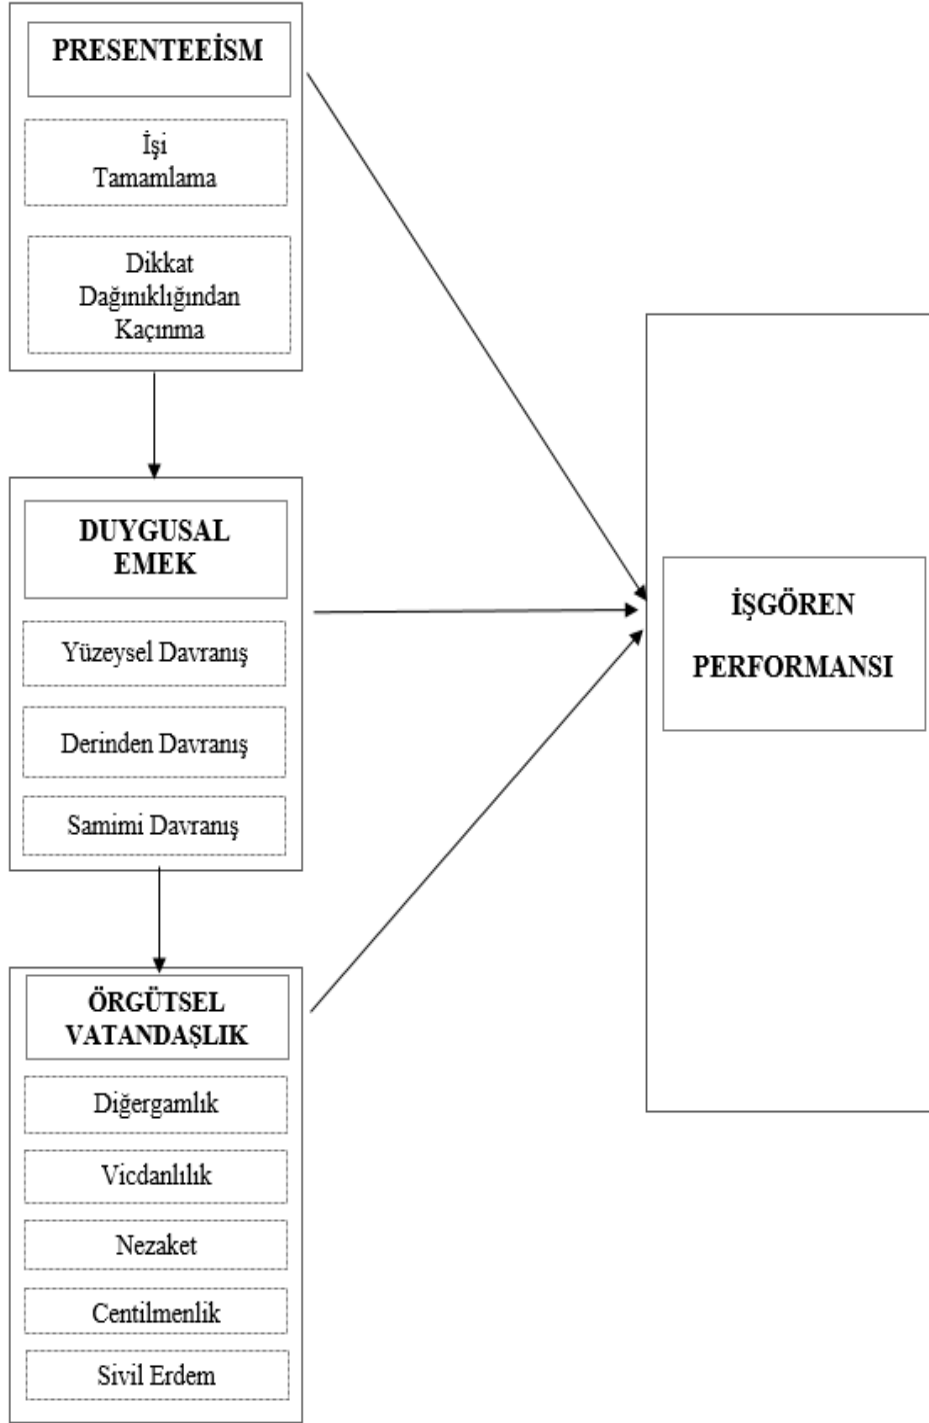 PRESENTEEİSM
İşi
Tamamlama
Dikkat
Dağınıklığından
Kaçınma
DUYGUSAL
EMEK
Yüzeysel Davranış
Derinden Davranış
Samimi Davranış
ÖRGÜTSEL
VATANDAŞLIK
Diğergamlık
Vicdanlılık
Nezaket
Centilmenlik
Sivil Erdem
İŞGÖREN
PERFORMANSI